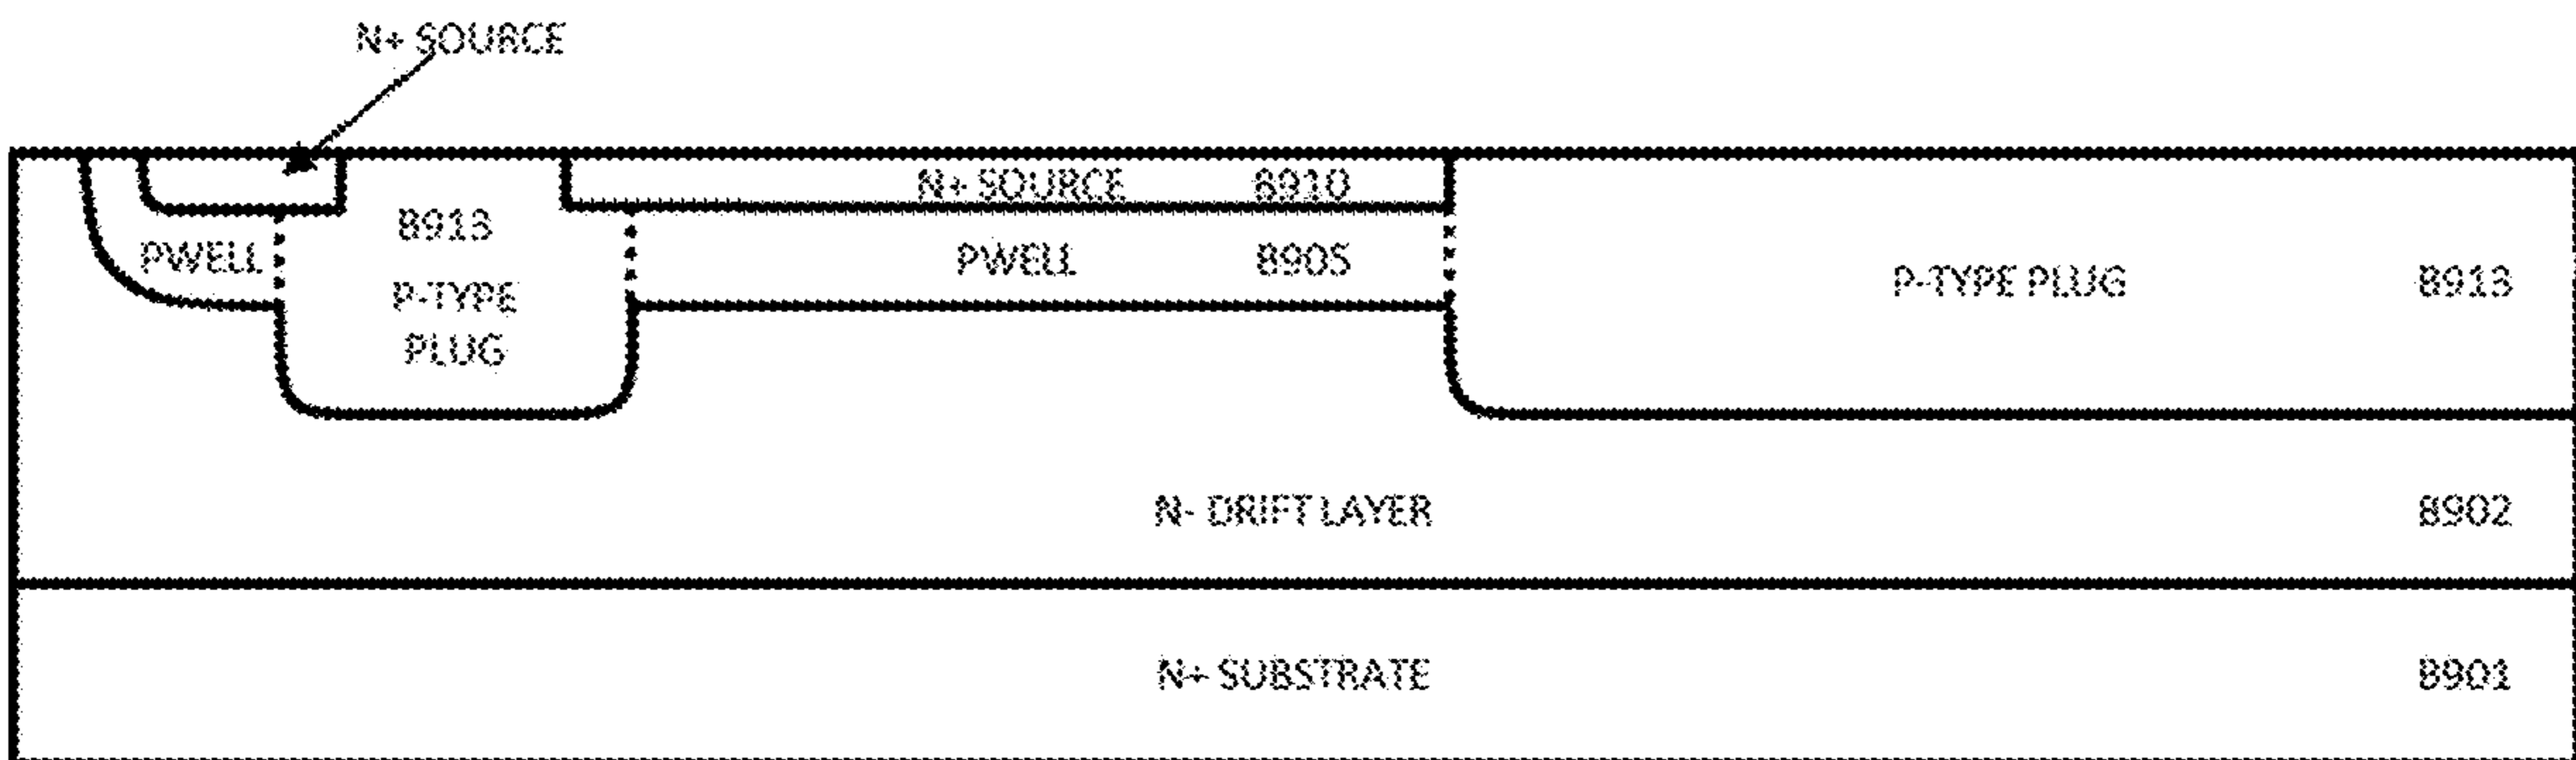 N+ SOURCE
N+ SOURCE 8910
8913
PWELL
PWELL 8905
P-TYPE
PLUG
P-TYPE PLUG 8913
N- DRIFT LAYER 8902
N+ SUBSTRATE 8901